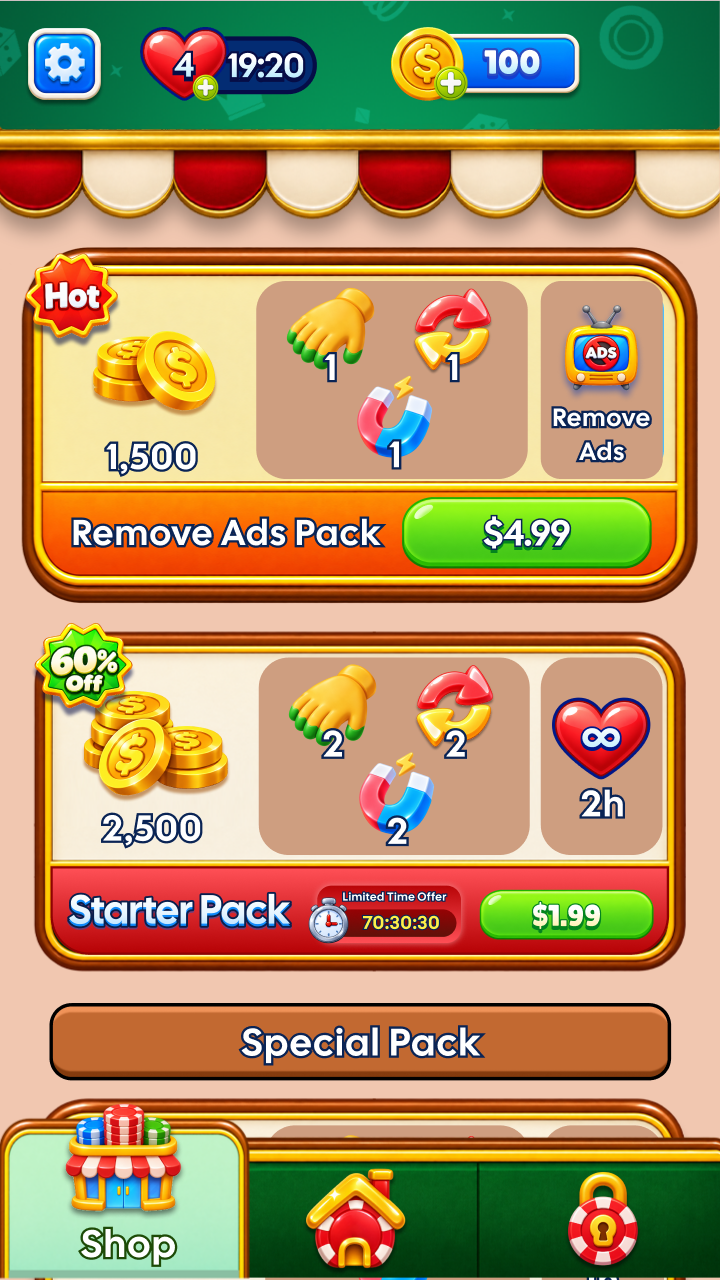 4
19:20
100
Hot
1
1
ADS
1
Remove
Ads
1,500
Remove Ads Pack
$4.99
60%
Off
2
2
∞
2
2h
2,500
Starter Pack
Limited Time Offer
70:30:30
$1.99
Special Pack
Shop